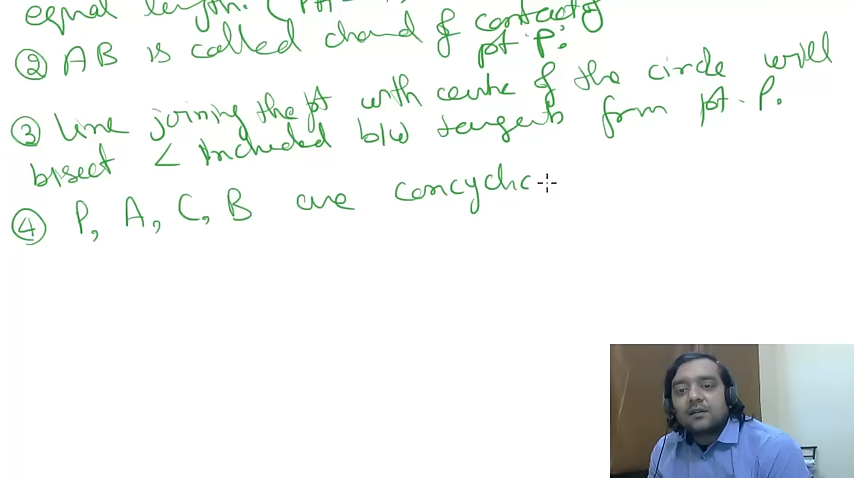 equal length. (PA =
② AB is called chord of contact of
pt. P.
③ Line joining the pt with centre of the circle will
bisect ∠ included b/w tangents from pt. P.
④ P, A, C, B are concyclic